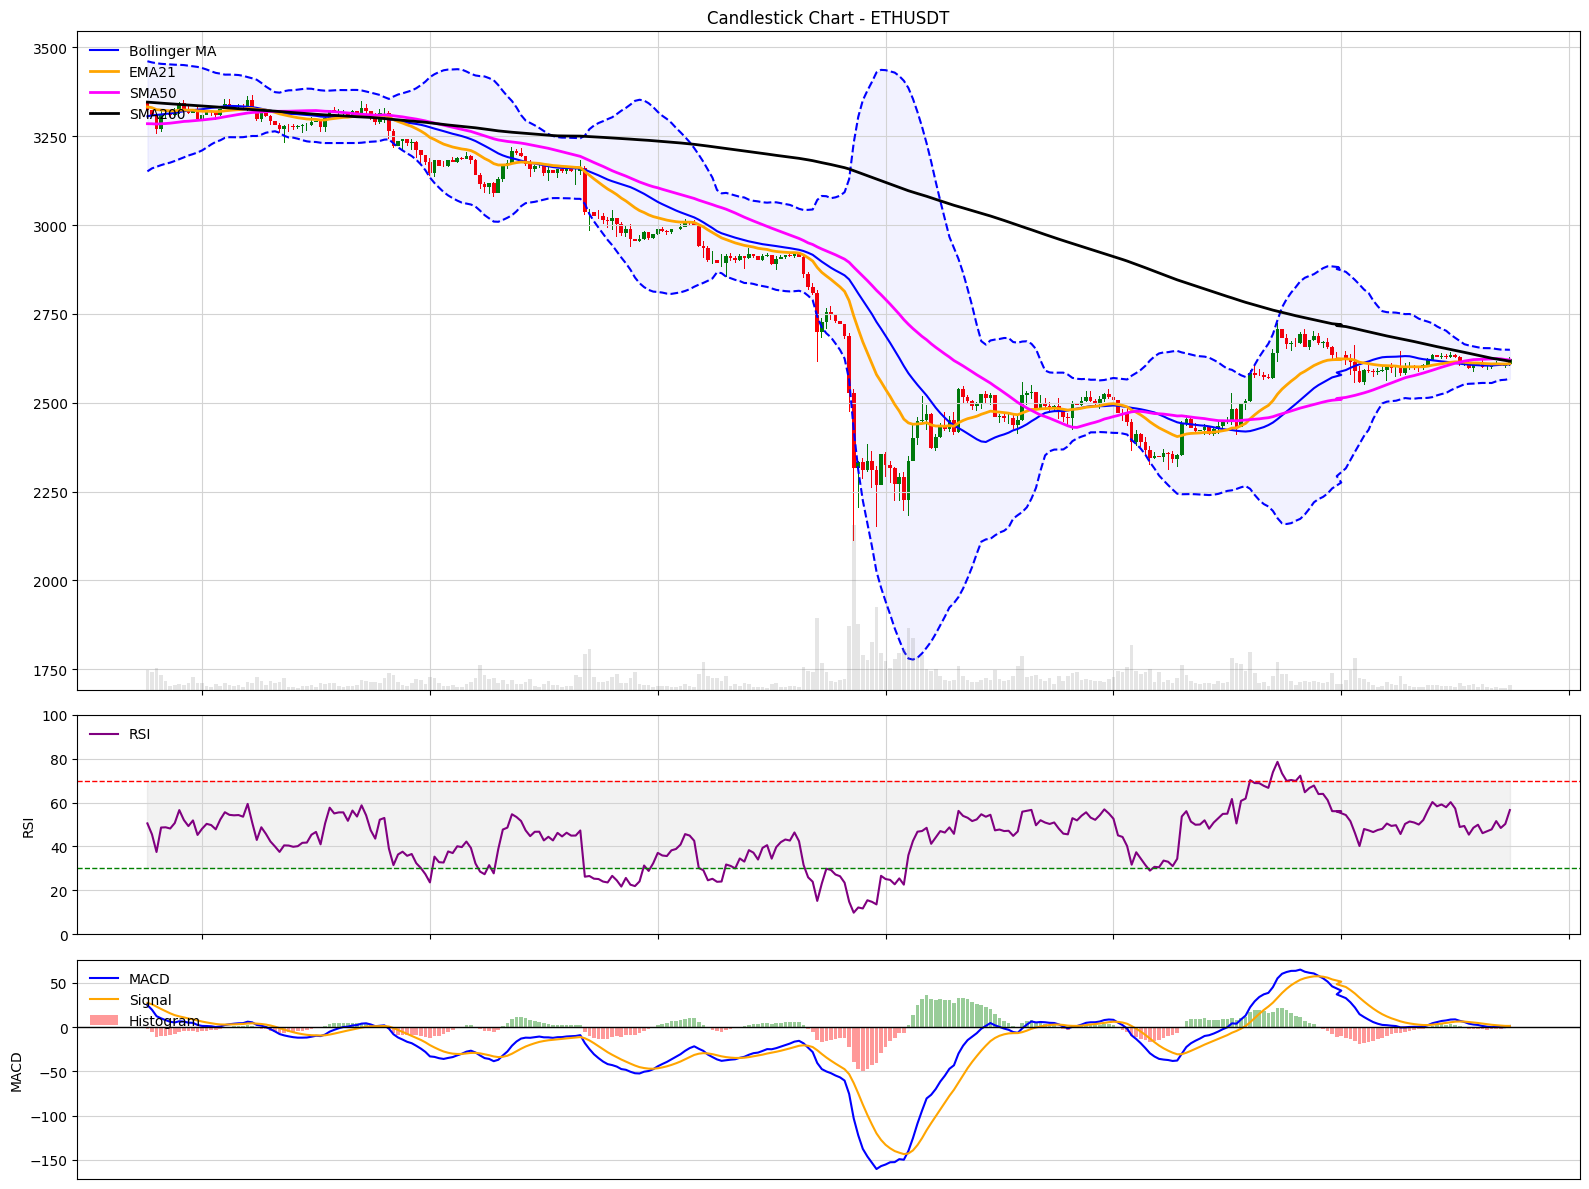 Candlestick Chart - ETHUSDT
3500
3250
3000
2750
2500
2250
2000
1750
Bollinger MA
EMA21
SMA50
SMA200
RSI
100
80
60
40
20
0
RSI
MACD
50
0
−50
−100
−150
MACD
Signal
Histogram